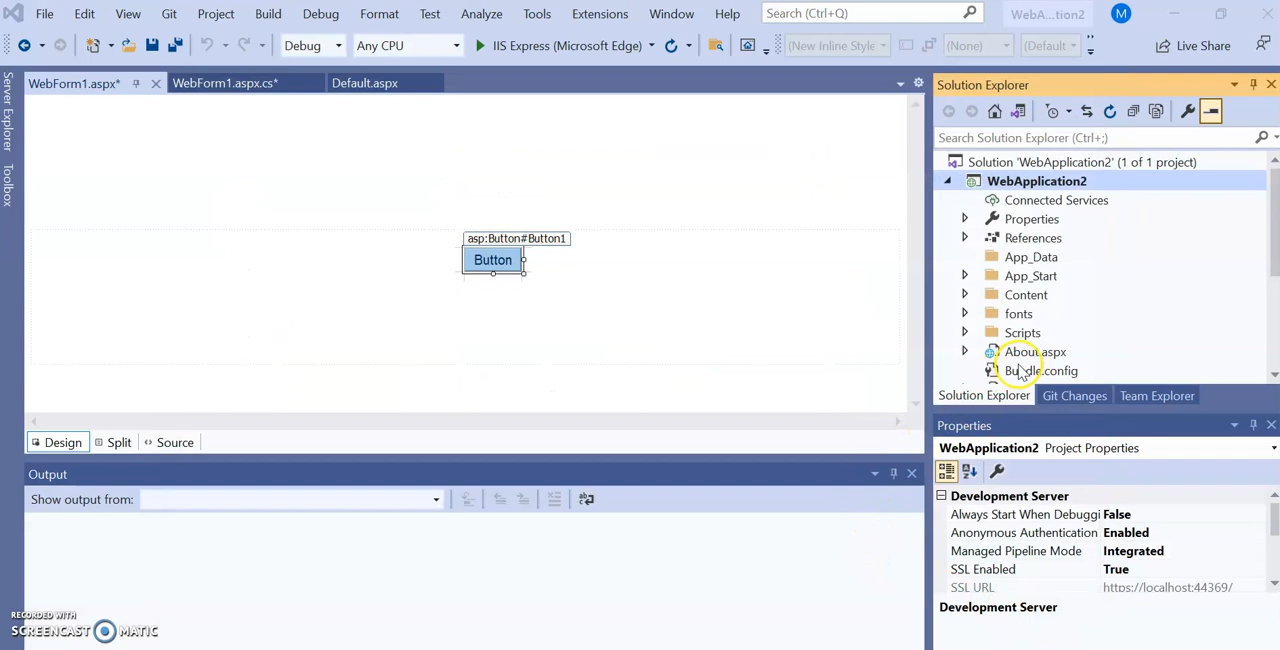 File Edit View Git Project Build Debug Format Test Analyze Tools Extensions Window Help Search (Ctrl+Q) WebA...tion2 M
Debug Any CPU IIS Express (Microsoft Edge) (New Inline Style (None) (Default Live Share
Server Explorer
Toolbox
WebForm1.aspx* WebForm1.aspx.cs* Default.aspx
asp:Button#Button1
Button
Design Split Source
Output
Show output from:
RECORDED WITH
SCREENCAST MATIC
Solution Explorer
Search Solution Explorer (Ctrl+;)
Solution 'WebApplication2' (1 of 1 project)
WebApplication2
Connected Services
Properties
References
App_Data
App_Start
Content
fonts
Scripts
About.aspx
Bundle.config
Solution Explorer Git Changes Team Explorer
Properties
WebApplication2 Project Properties
Development Server
Always Start When Debuggi False
Anonymous Authentication Enabled
Managed Pipeline Mode Integrated
SSL Enabled True
SSL URL https://localhost:44369/
Development Server